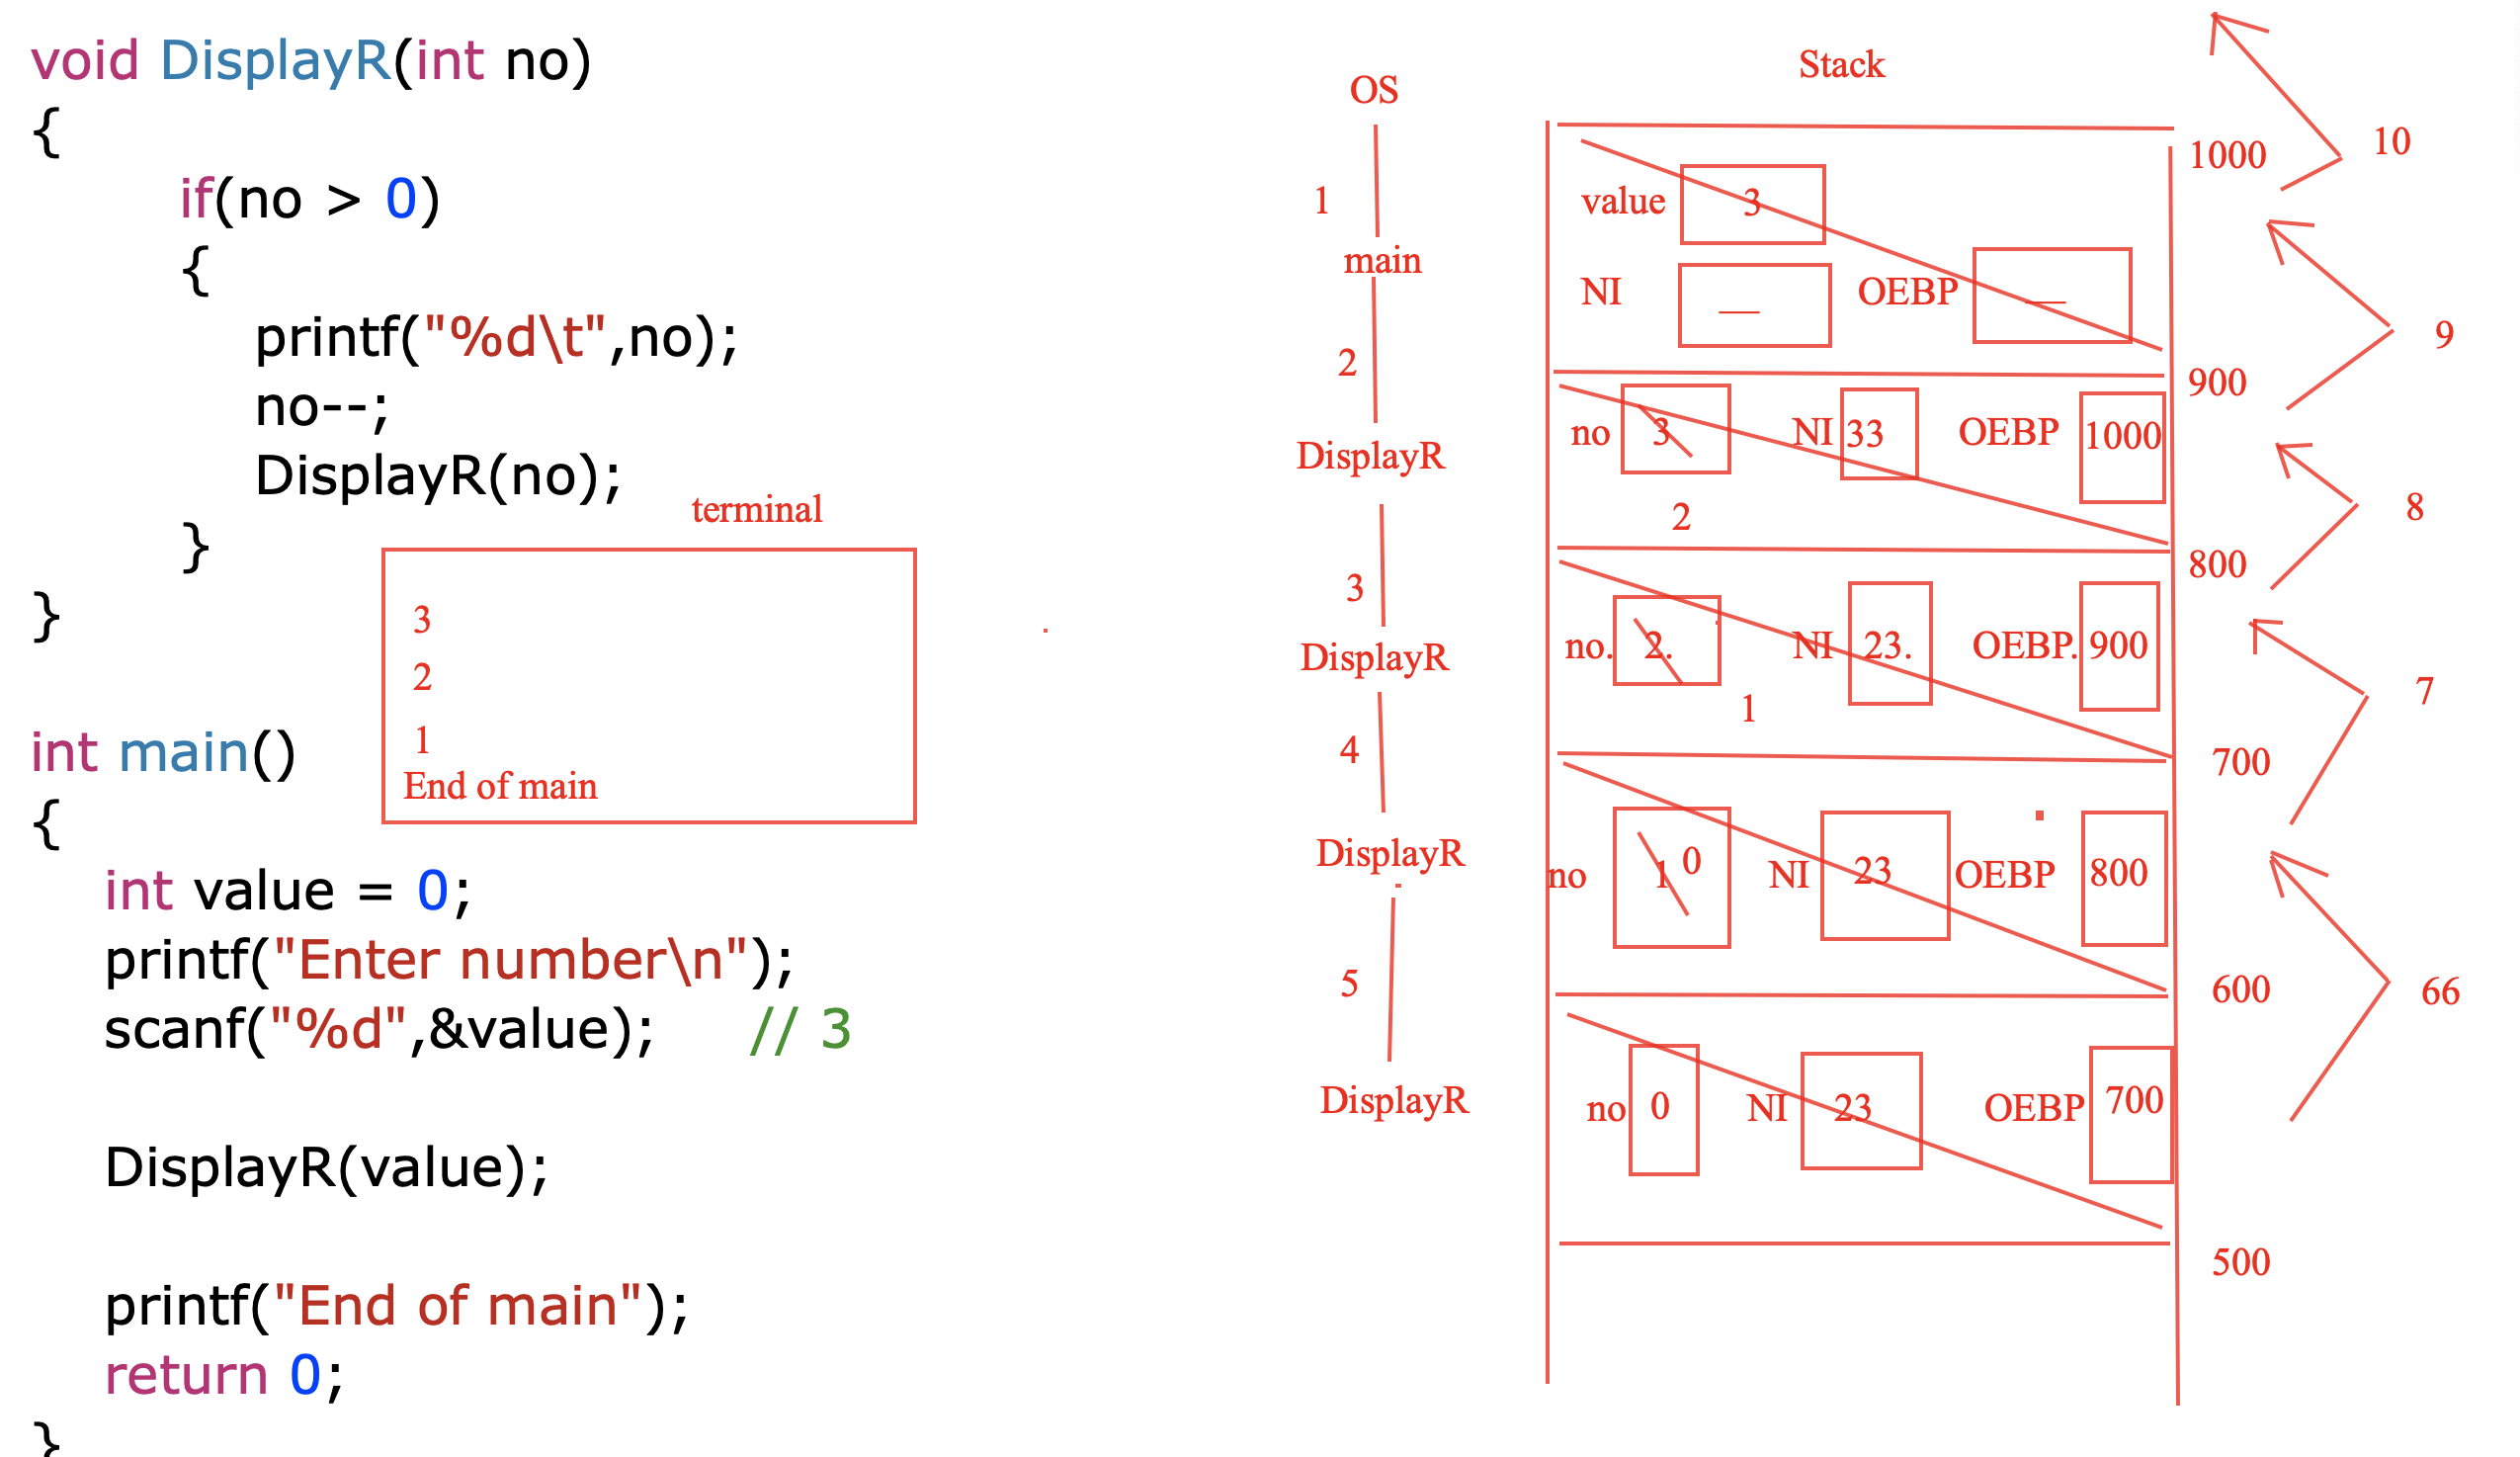 void DisplayR(int no)
{
if(no > 0)
{
printf("%d\t",no);
no--;
DisplayR(no);
}
}
terminal
3
2
1
End of main
int main()
{
int value = 0;
printf("Enter number\n");
scanf("%d",&value);    // 3
DisplayR(value);
printf("End of main");
return 0;
}
OS
1
main
2
DisplayR
3
DisplayR
4
DisplayR
5
DisplayR
Stack
value 3
NI — OEBP —
no 3 NI 33 OEBP 1000
2
no. 2. NI 23. OEBP. 900
1
no 1 0 NI 23 OEBP 800
no 0 NI 23 OEBP 700
1000
900
800
700
600
500
10
9
8
7
66